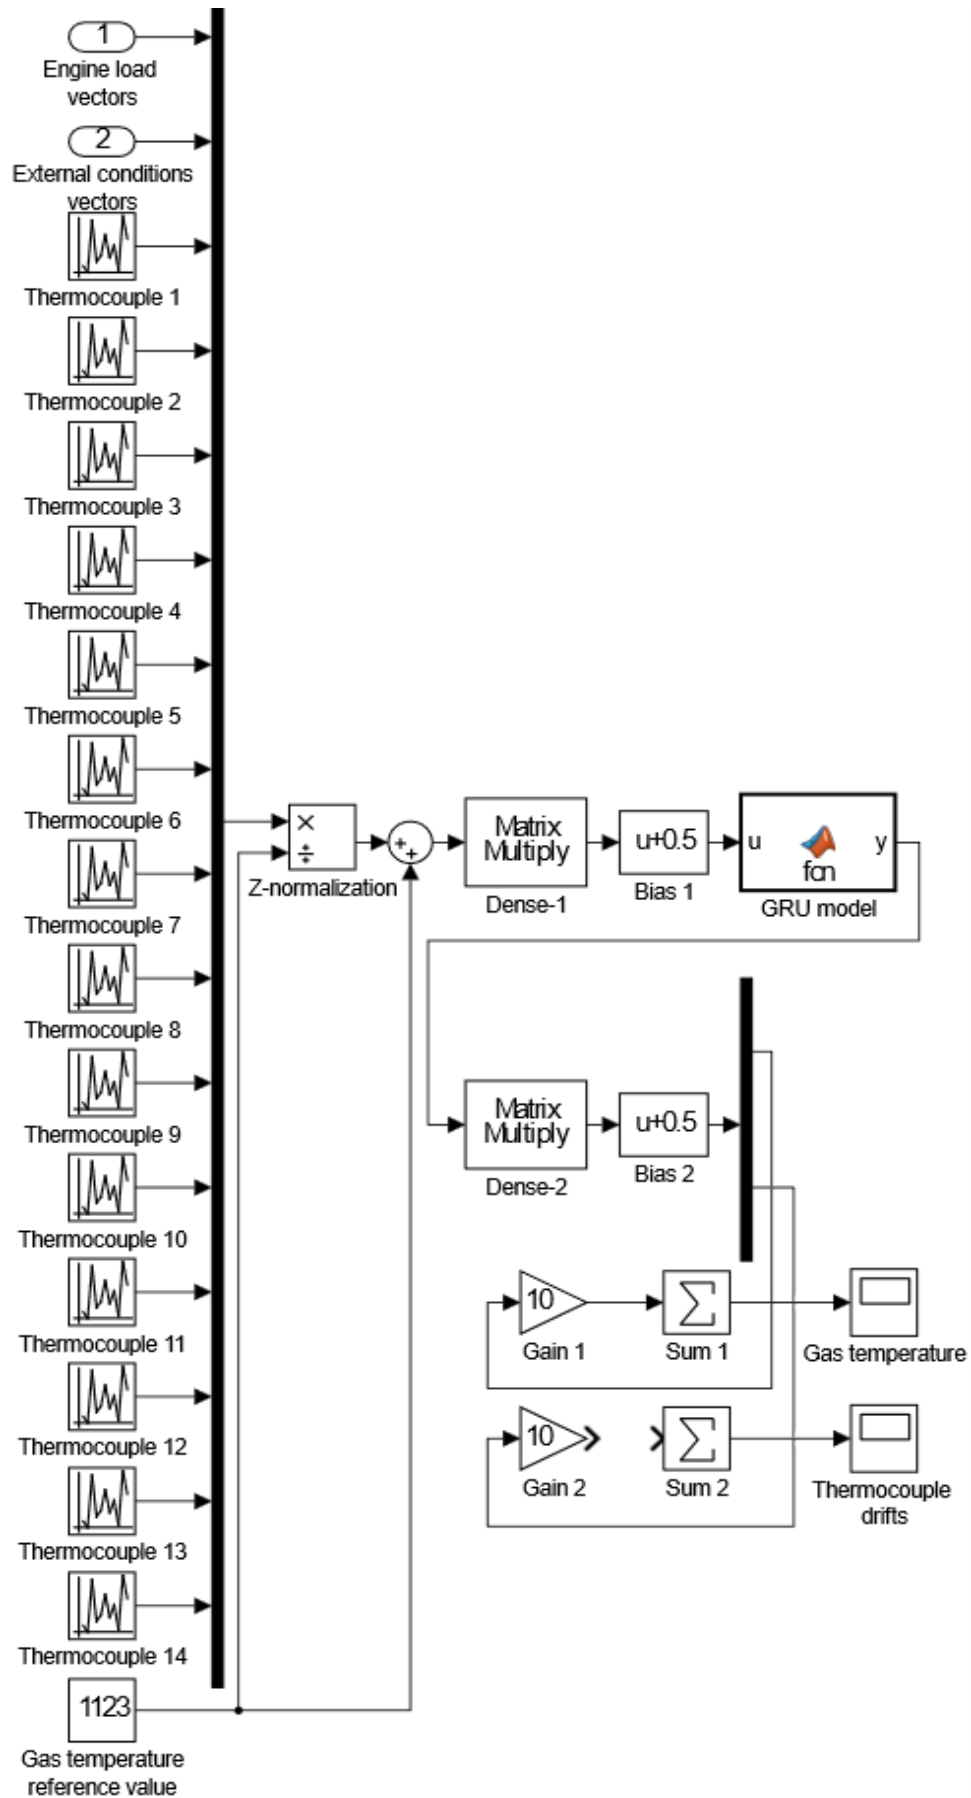 1
Engine load
vectors
2
External conditions
vectors
Thermocouple 1
Thermocouple 2
Thermocouple 3
Thermocouple 4
Thermocouple 5
Thermocouple 6
Thermocouple 7
Thermocouple 8
Thermocouple 9
Thermocouple 10
Thermocouple 11
Thermocouple 12
Thermocouple 13
Thermocouple 14
1123
Gas temperature
reference value
×
÷
Z-normalization
+
+
Matrix
Multiply
Dense-1
u+0.5
Bias 1
u
fcn
y
GRU model
Matrix
Multiply
Dense-2
u+0.5
Bias 2
10
Gain 1
Σ
Sum 1
Gas temperature
10
Gain 2
Σ
Sum 2
Thermocouple
drifts